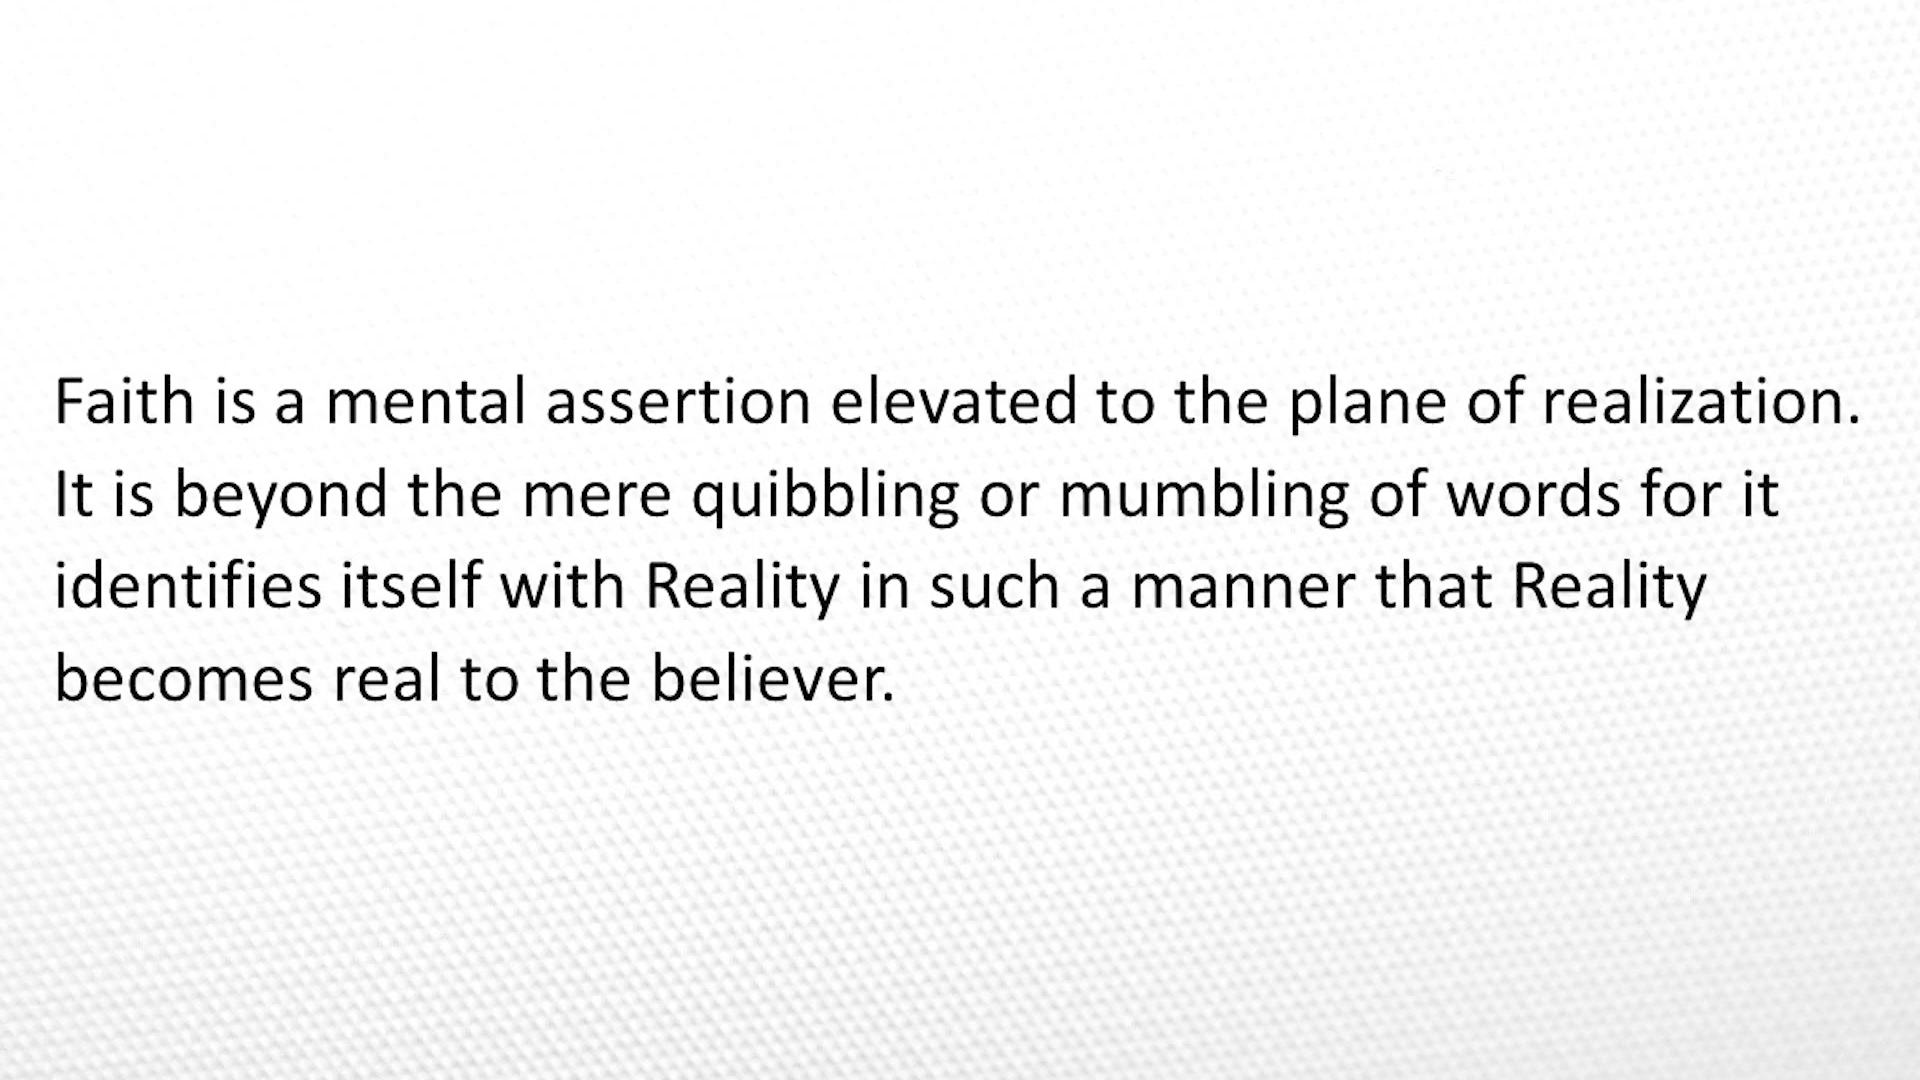 Faith is a mental assertion elevated to the plane of realization.
It is beyond the mere quibbling or mumbling of words for it
identifies itself with Reality in such a manner that Reality
becomes real to the believer.